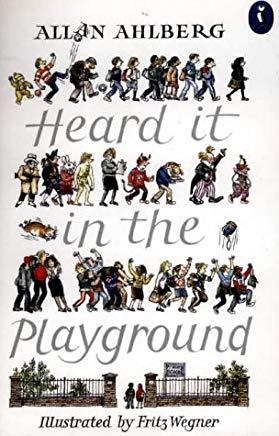 ALLAN AHLBERG
Heard it
in the
Playground
Illustrated by Fritz Wegner